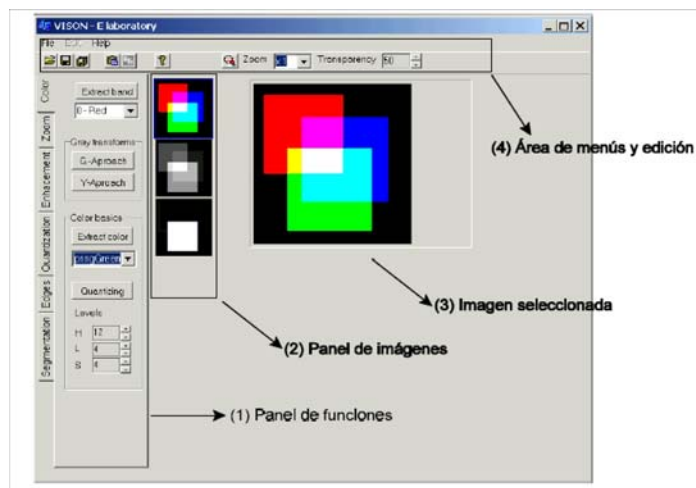 VISON - E laboratory
File Edit Help
Zoom x1 Transparency 50
Color
Zoom
Enhacement
Quantization
Edges
Segmentation
Extract band
0 - Red
Gray transforms
G-Aproach
Y-Aproach
Color basics
Extract color
Quantizing
Levels
H 12
L 4
S 4
(4) Área de menús y edición
(3) Imagen seleccionada
(2) Panel de imágenes
(1) Panel de funciones